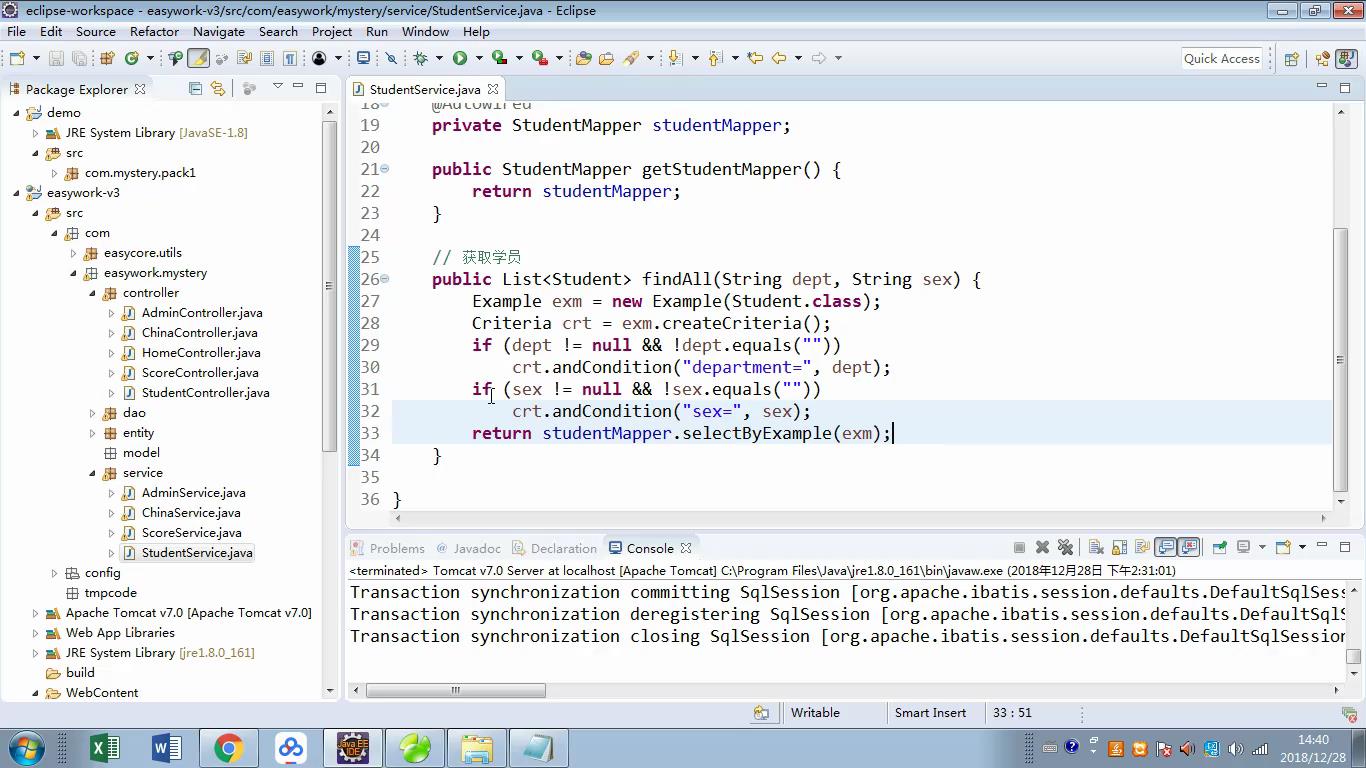 eclipse-workspace - easywork-v3/src/com/easywork/mystery/service/StudentService.java - Eclipse
File Edit Source Refactor Navigate Search Project Run Window Help
Quick Access
Package Explorer
demo
JRE System Library [JavaSE-1.8]
src
com.mystery.pack1
easywork-v3
src
com
easycore.utils
easywork.mystery
controller
AdminController.java
ChinaController.java
HomeController.java
ScoreController.java
StudentController.java
dao
entity
model
service
AdminService.java
ChinaService.java
ScoreService.java
StudentService.java
config
tmpcode
Apache Tomcat v7.0 [Apache Tomcat v7.0]
Web App Libraries
JRE System Library [jre1.8.0_161]
build
WebContent
StudentService.java
18 @Autowired
19 private StudentMapper studentMapper;
20
21 public StudentMapper getStudentMapper() {
22 return studentMapper;
23 }
24
25 // 获取学员
26 public List<Student> findAll(String dept, String sex) {
27 Example exm = new Example(Student.class);
28 Criteria crt = exm.createCriteria();
29 if (dept != null && !dept.equals(""))
30 crt.andCondition("department=", dept);
31 if (sex != null && !sex.equals(""))
32 crt.andCondition("sex=", sex);
33 return studentMapper.selectByExample(exm);
34 }
35
36 }
Problems @ Javadoc Declaration Console
<terminated> Tomcat v7.0 Server at localhost [Apache Tomcat] C:\Program Files\Java\jre1.8.0_161\bin\javaw.exe (2018年12月28日 下午2:31:01)
Transaction synchronization committing SqlSession [org.apache.ibatis.session.defaults.DefaultSqlSess
Transaction synchronization deregistering SqlSession [org.apache.ibatis.session.defaults.DefaultSqlSe
Transaction synchronization closing SqlSession [org.apache.ibatis.session.defaults.DefaultSqlSession
Writable Smart Insert 33 : 51
Java EE IDE
14:40
2018/12/28